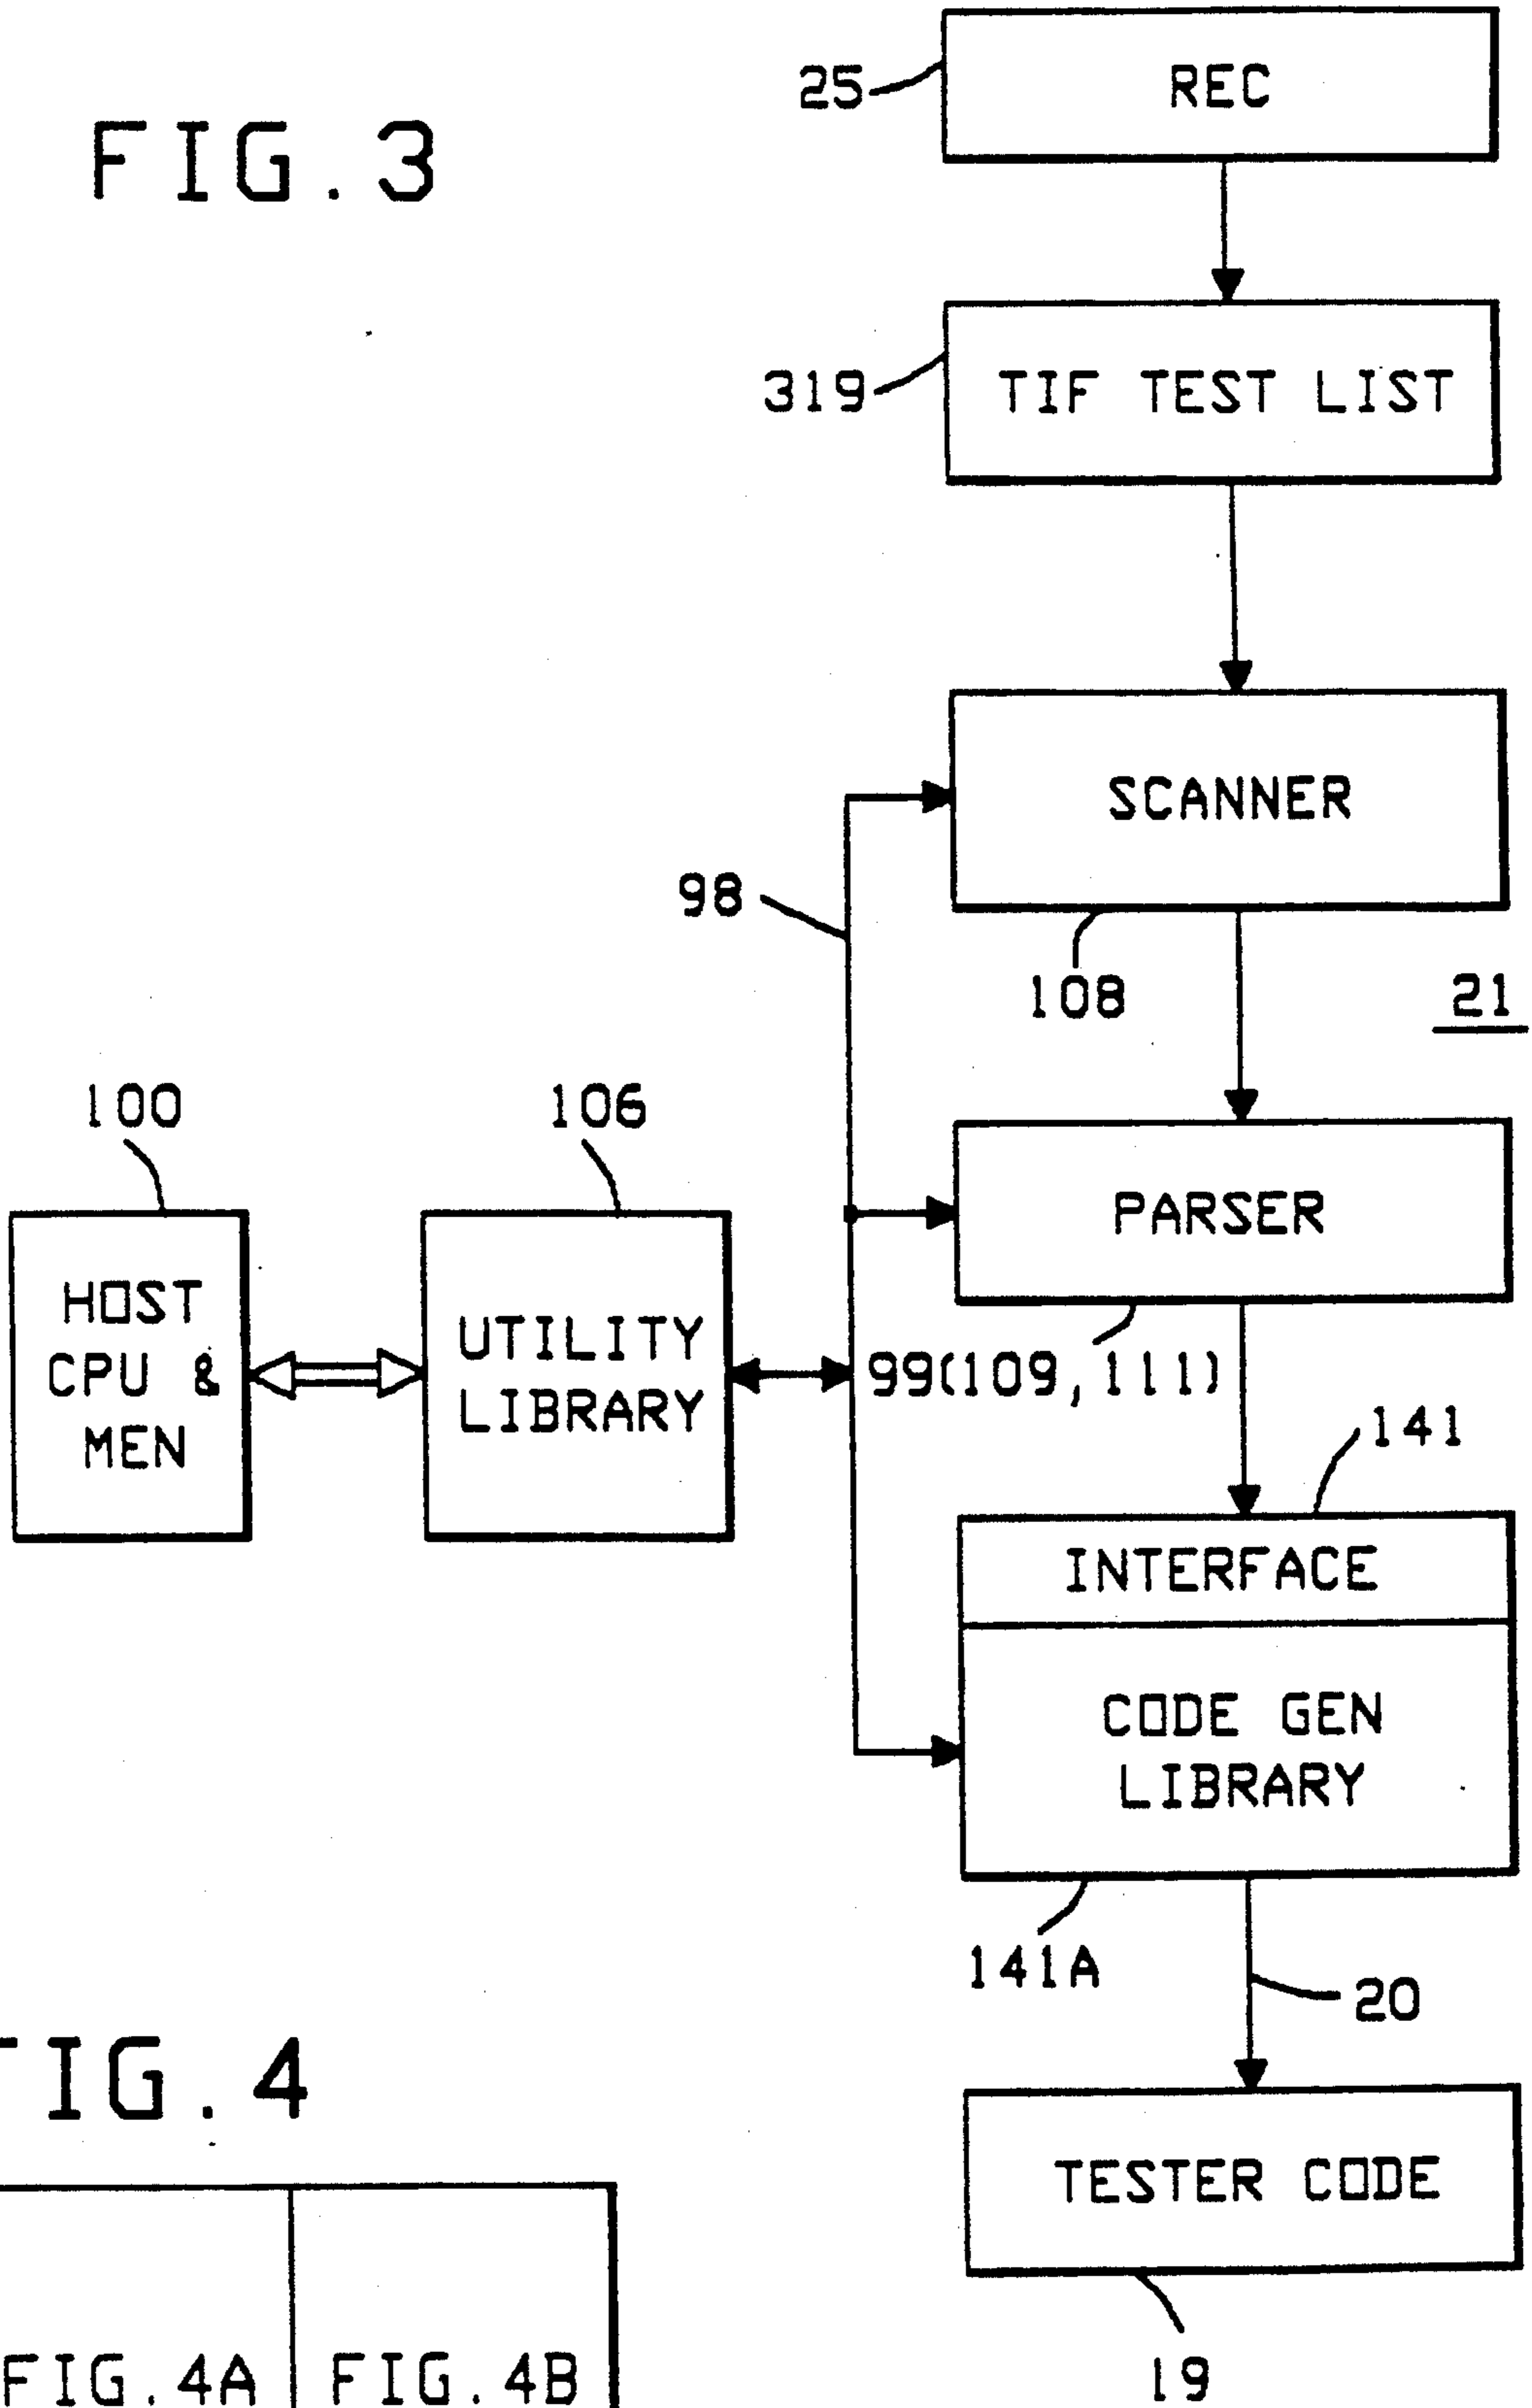 FIG.3
25
REC
319
TIF TEST LIST
SCANNER
98
108
21
100
106
PARSER
HOST
CPU &
MEN
UTILITY
LIBRARY
99(109,111)
141
INTERFACE
CODE GEN
LIBRARY
141A
20
FIG.4
TESTER CODE
FIG.4A
FIG.4B
19